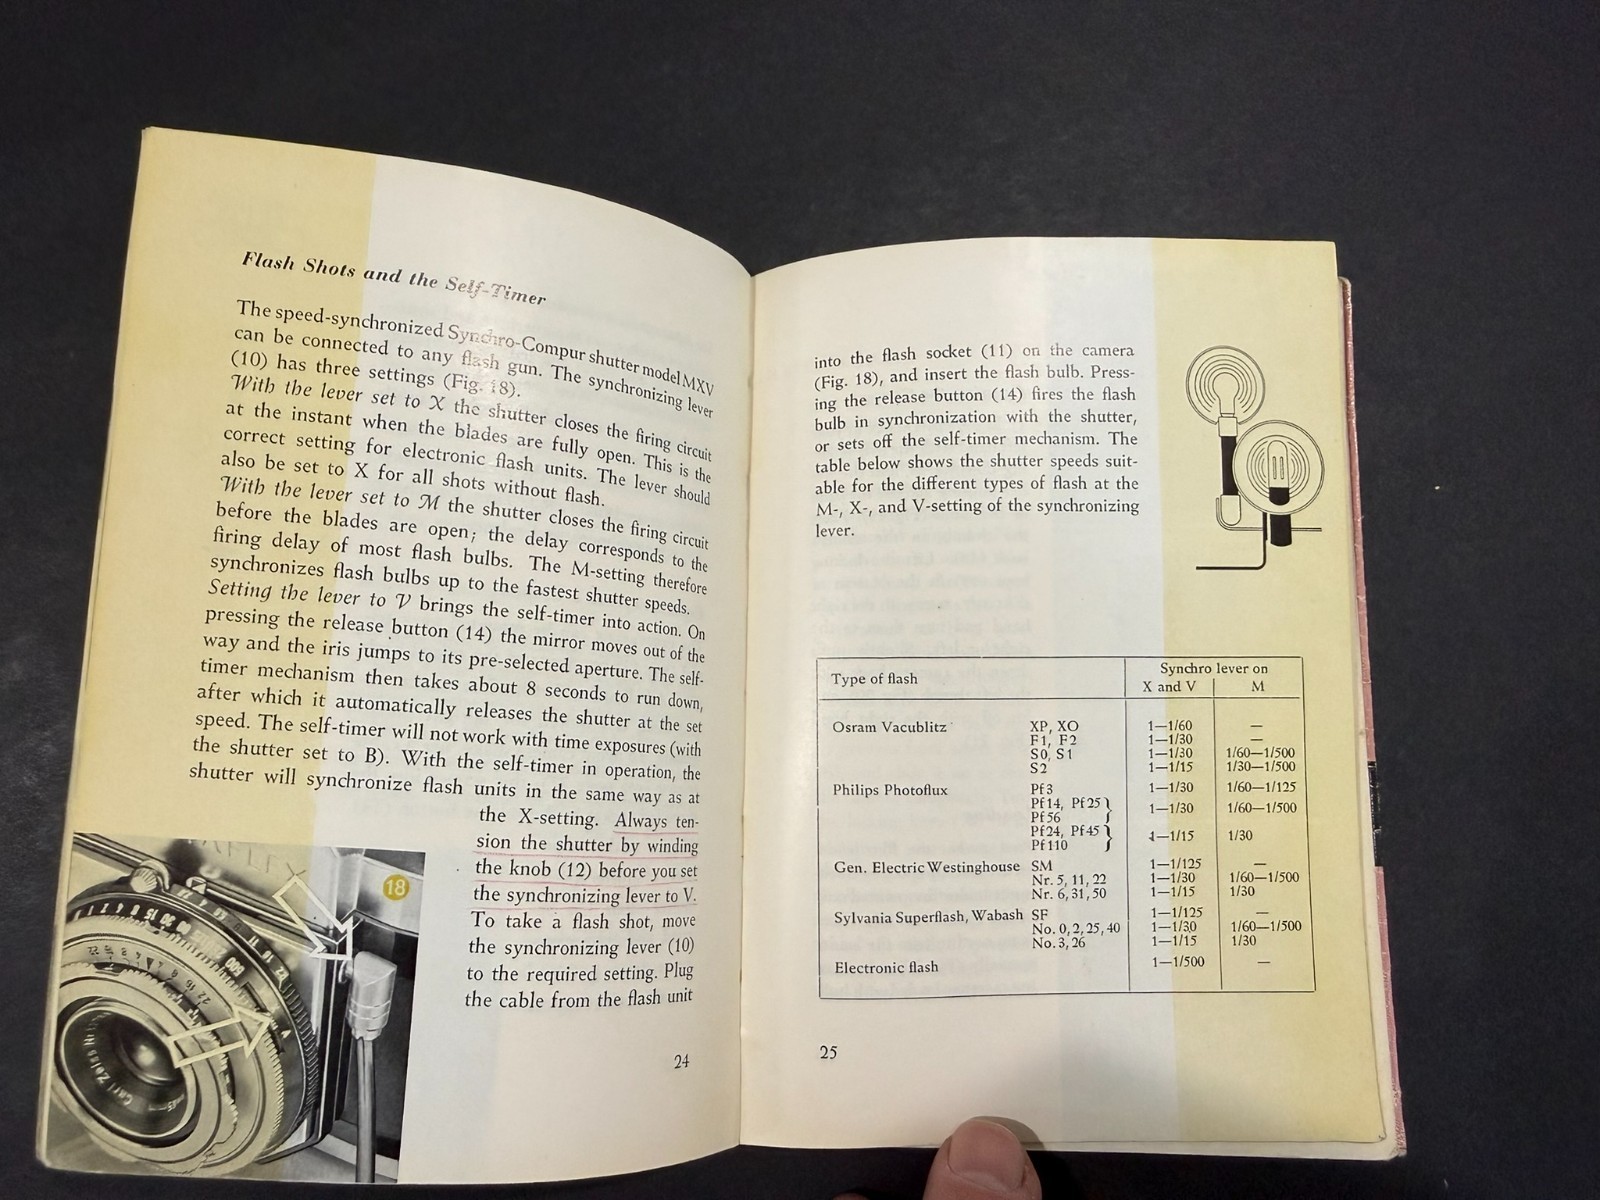 Flash Shots and the Self-Timer
The speed-synchronized Synchro-Compur shutter model MXV
can be connected to any flash gun. The synchronizing lever
(10) has three settings (Fig. 18).
With the lever set to X the shutter closes the firing circuit
at the instant when the blades are fully open. This is the
correct setting for electronic flash units. The lever should
also be set to X for all shots without flash.
With the lever set to M the shutter closes the firing circuit
before the blades are open; the delay corresponds to the
firing delay of most flash bulbs. The M-setting therefore
synchronizes flash bulbs up to the fastest shutter speeds.
Setting the lever to V brings the self-timer into action. On
pressing the release button (14) the mirror moves out of the
way and the iris jumps to its pre-selected aperture. The self-
timer mechanism then takes about 8 seconds to run down,
after which it automatically releases the shutter at the set
speed. The self-timer will not work with time exposures (with
the shutter set to B). With the self-timer in operation, the
shutter will synchronize flash units in the same way as at
the X-setting. Always ten-
sion the shutter by winding
the knob (12) before you set
the synchronizing lever to V.
To take a flash shot, move
the synchronizing lever (10)
to the required setting. Plug
the cable from the flash unit
18
Carl Zeiss
24
into the flash socket (11) on the camera
(Fig. 18), and insert the flash bulb. Press-
ing the release button (14) fires the flash
bulb in synchronization with the shutter,
or sets off the self-timer mechanism. The
table below shows the shutter speeds suit-
able for the different types of flash at the
M-, X-, and V-setting of the synchronizing
lever.
Type of flash Synchro lever on
X and V M
Osram Vacublitz XP, XO 1—1/60 —
F1, F2 1—1/30 —
S0, S1 1—1/30 1/60—1/500
S2 1—1/15 1/30—1/500
Philips Photoflux Pf3 1—1/30 1/60—1/125
Pf14, Pf25 } 1—1/30 1/60—1/500
Pf56
Pf24, Pf45 } 1—1/15 1/30
Pf110
Gen. Electric Westinghouse SM 1—1/125 —
Nr. 5, 11, 22 1—1/30 1/60—1/500
Nr. 6, 31, 50 1—1/15 1/30
Sylvania Superflash, Wabash SF 1—1/125 —
No. 0, 2, 25, 40 1—1/30 1/60—1/500
No. 3, 26 1—1/15 1/30
Electronic flash 1—1/500 —
25